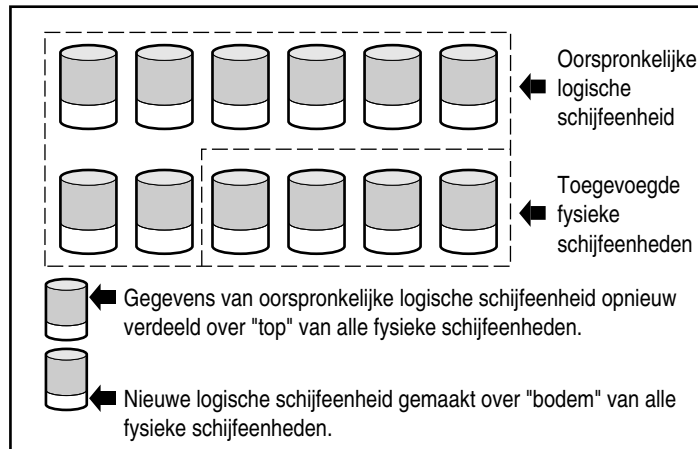 Oorspronkelijke
logische
schijfeenheid
Toegevoegde
fysieke
schijfeenheden
Gegevens van oorspronkelijke logische schijfeenheid opnieuw
verdeeld over "top" van alle fysieke schijfeenheden.
Nieuwe logische schijfeenheid gemaakt over "bodem" van alle
fysieke schijfeenheden.